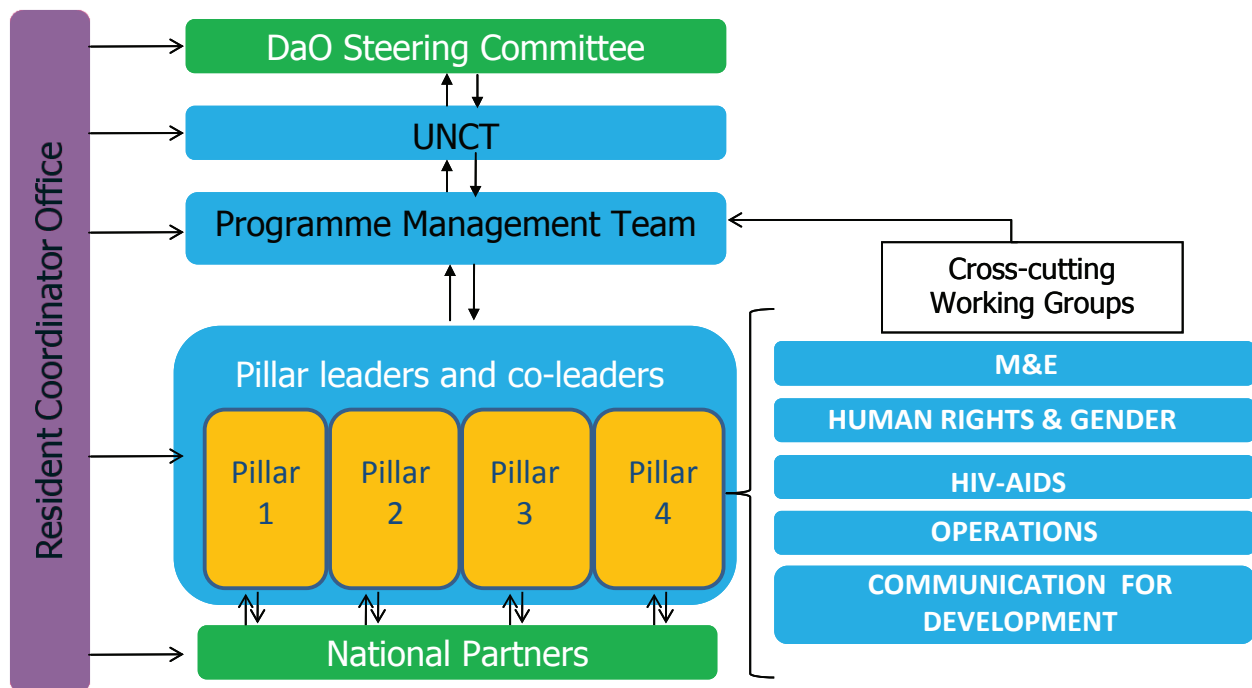 Resident Coordinator Office
DaO Steering Committee
UNCT
Programme Management Team
Cross-cutting
Working Groups
Pillar leaders and co-leaders
Pillar
1
Pillar
2
Pillar
3
Pillar
4
M&E
HUMAN RIGHTS & GENDER
HIV-AIDS
OPERATIONS
COMMUNICATION FOR
DEVELOPMENT
National Partners